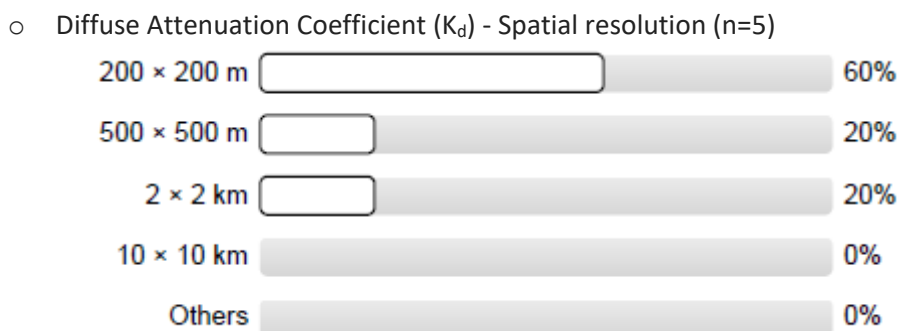 o Diffuse Attenuation Coefficient (Kd) - Spatial resolution (n=5)
200 × 200 m 60%
500 × 500 m 20%
2 × 2 km 20%
10 × 10 km 0%
Others 0%